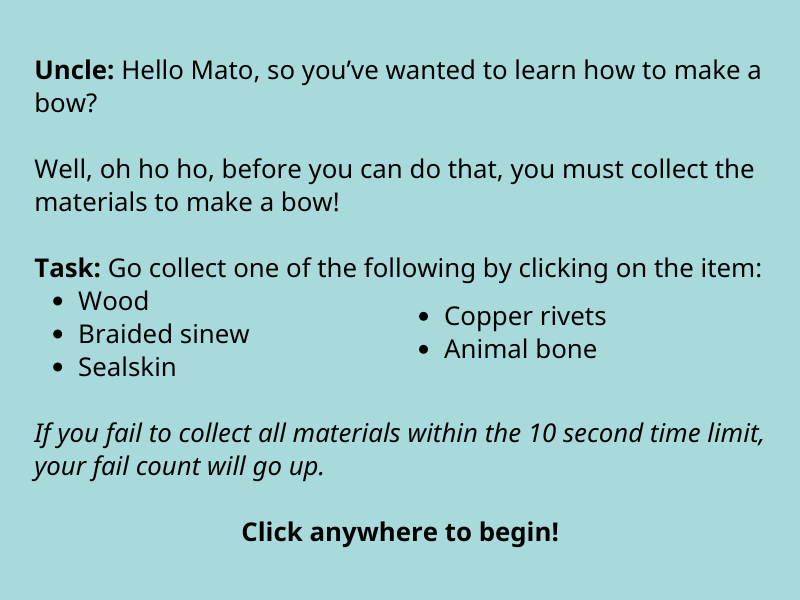 Uncle: Hello Mato, so you’ve wanted to learn how to make a
bow?
Well, oh ho ho, before you can do that, you must collect the
materials to make a bow!
Task: Go collect one of the following by clicking on the item:
• Wood
• Braided sinew
• Sealskin
• Copper rivets
• Animal bone
If you fail to collect all materials within the 10 second time limit,
your fail count will go up.
Click anywhere to begin!